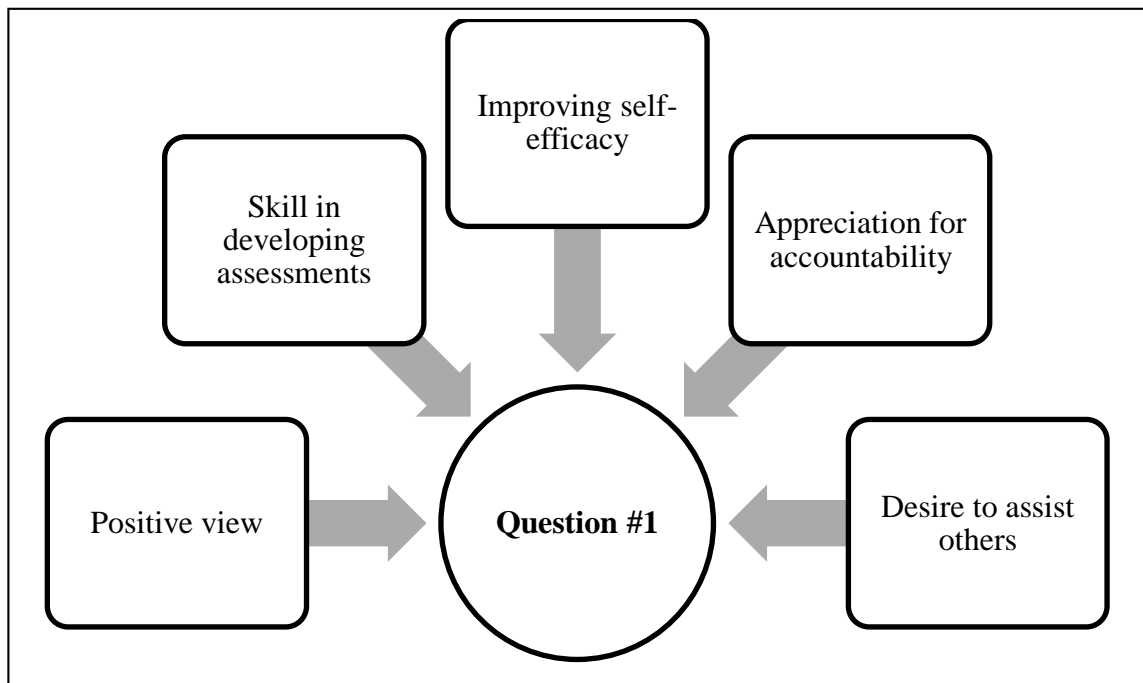 Improving self-
efficacy
Skill in
developing
assessments
Appreciation for
accountability
Positive view
Question #1
Desire to assist
others